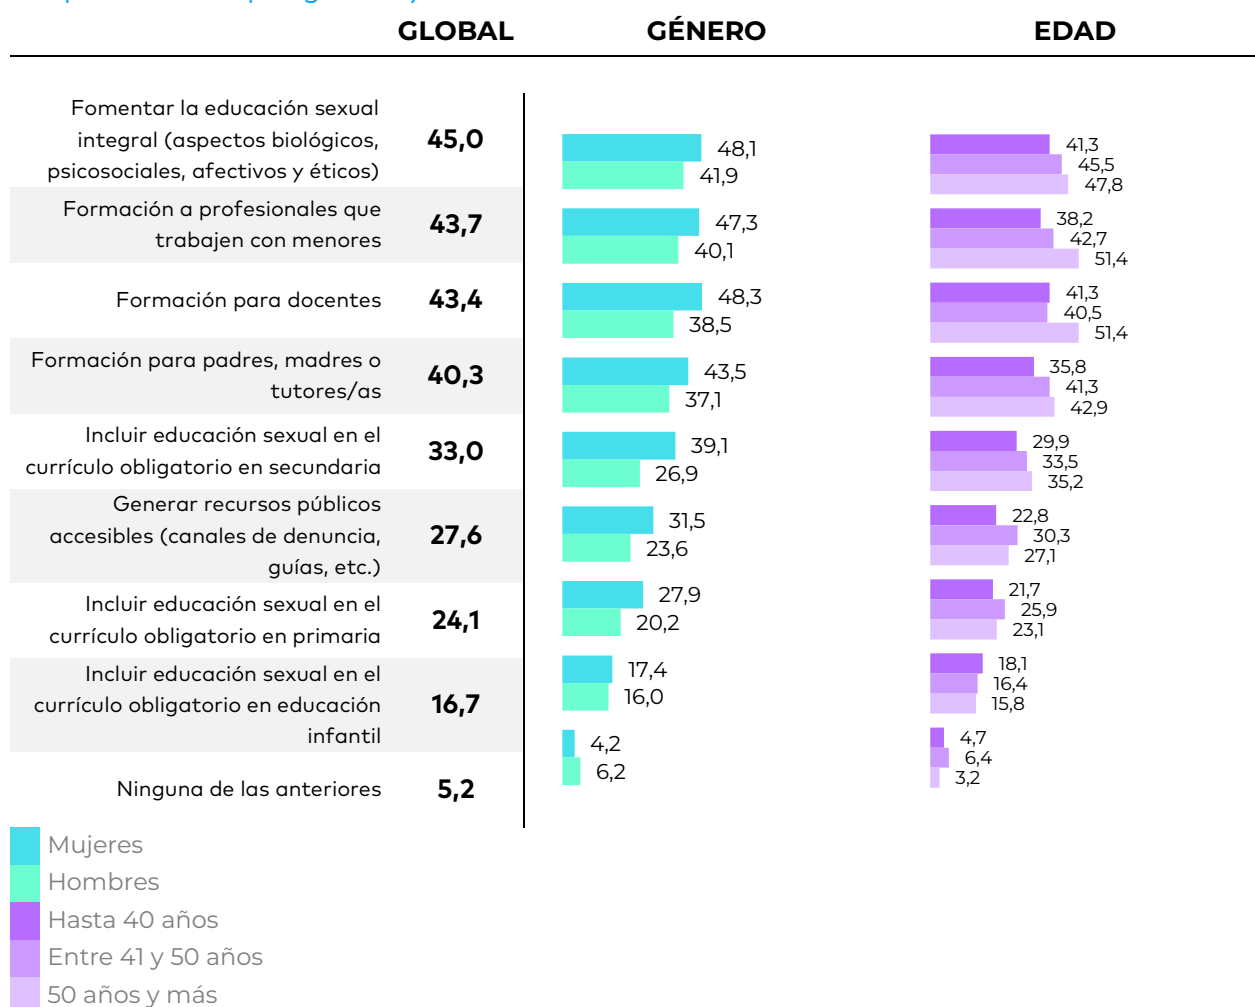 GLOBAL GÉNERO EDAD
Fomentar la educación sexual
integral (aspectos biológicos,
psicosociales, afectivos y éticos)
45,0
48,1
41,9
41,3
45,5
47,8
Formación a profesionales que
trabajen con menores
43,7
47,3
40,1
38,2
42,7
51,4
Formación para docentes
43,4
48,3
38,5
41,3
40,5
51,4
Formación para padres, madres o
tutores/as
40,3
43,5
37,1
35,8
41,3
42,9
Incluir educación sexual en el
currículo obligatorio en secundaria
33,0
39,1
26,9
29,9
33,5
35,2
Generar recursos públicos
accesibles (canales de denuncia,
guías, etc.)
27,6
31,5
23,6
22,8
30,3
27,1
Incluir educación sexual en el
currículo obligatorio en primaria
24,1
27,9
20,2
21,7
25,9
23,1
Incluir educación sexual en el
currículo obligatorio en educación
infantil
16,7
17,4
16,0
18,1
16,4
15,8
Ninguna de las anteriores
5,2
4,2
6,2
4,7
6,4
3,2
Mujeres
Hombres
Hasta 40 años
Entre 41 y 50 años
50 años y más